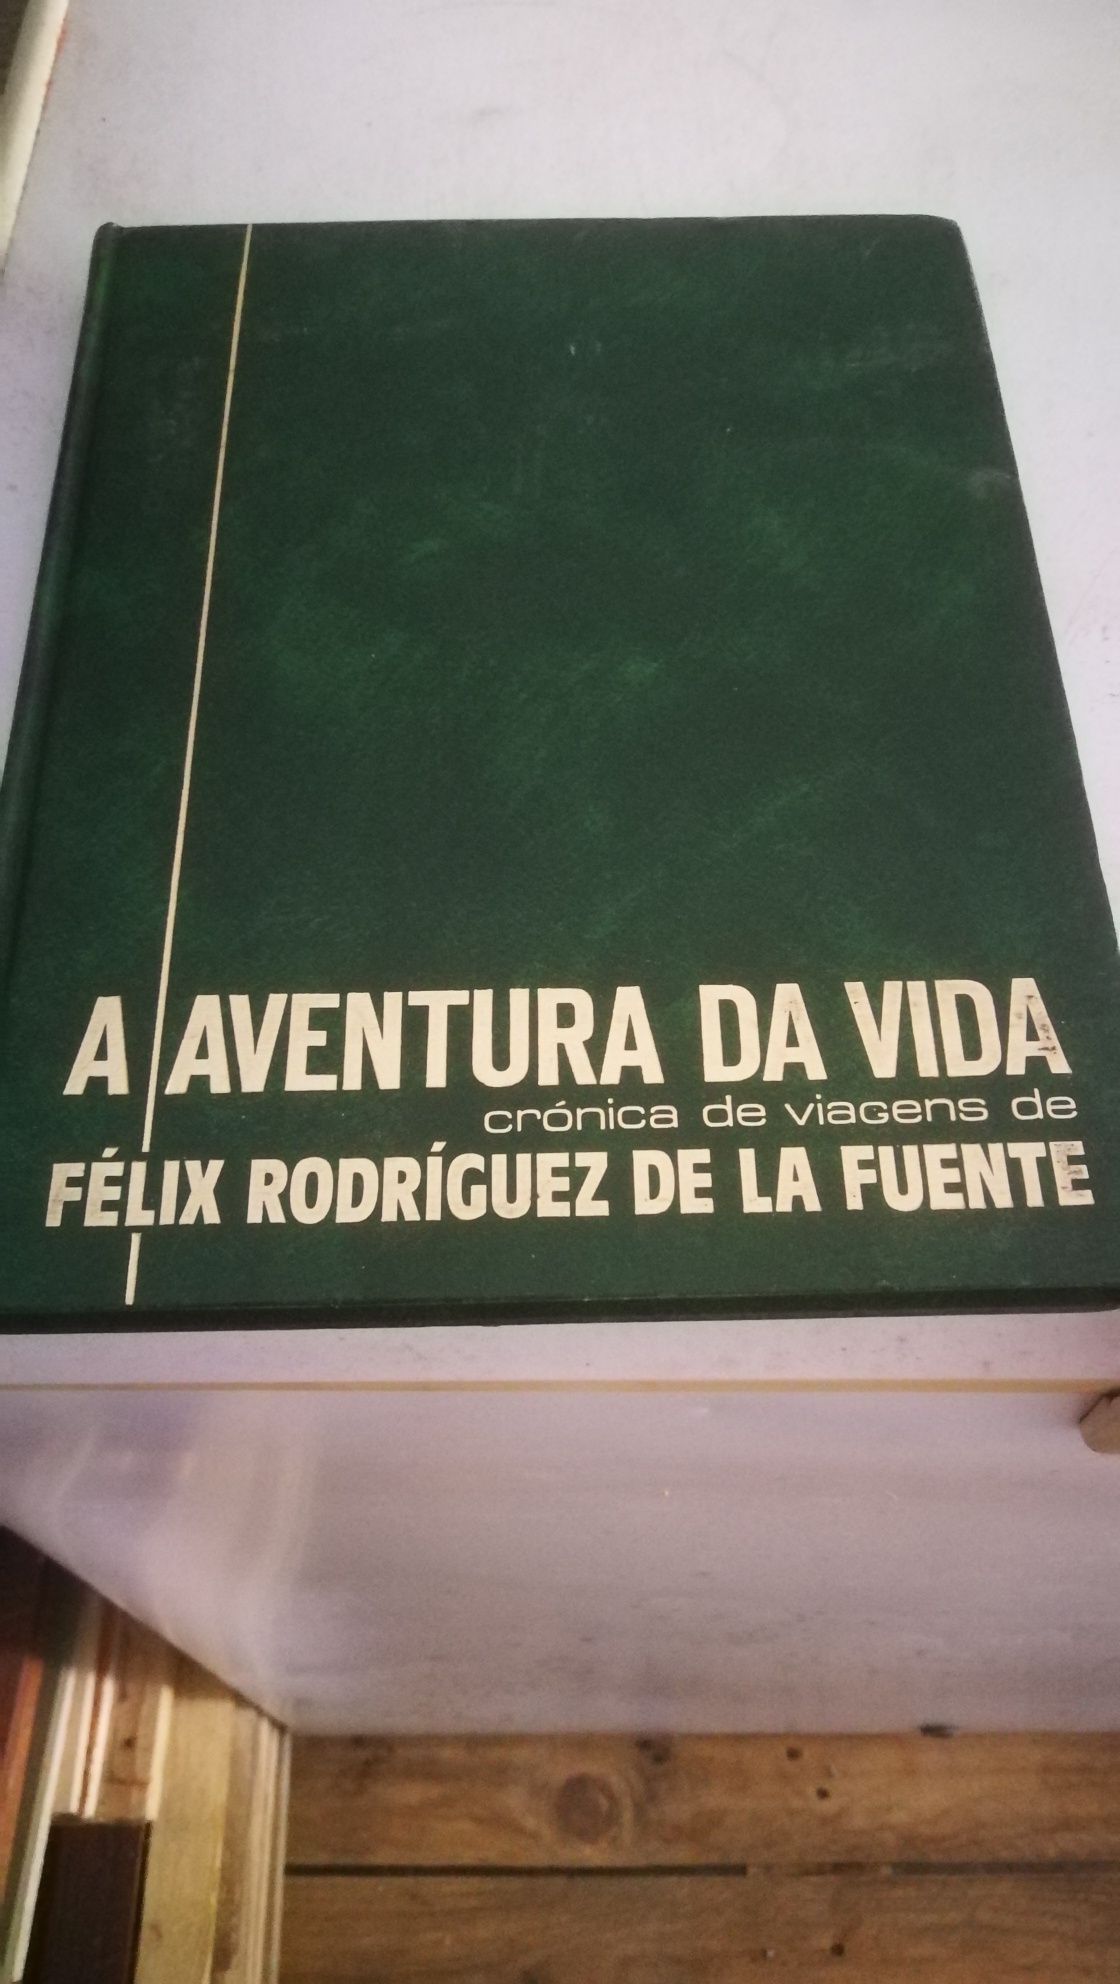 A AVENTURA DA VIDA
crónica de viagens de
FÉLIX RODRÍGUEZ DE LA FUENTE